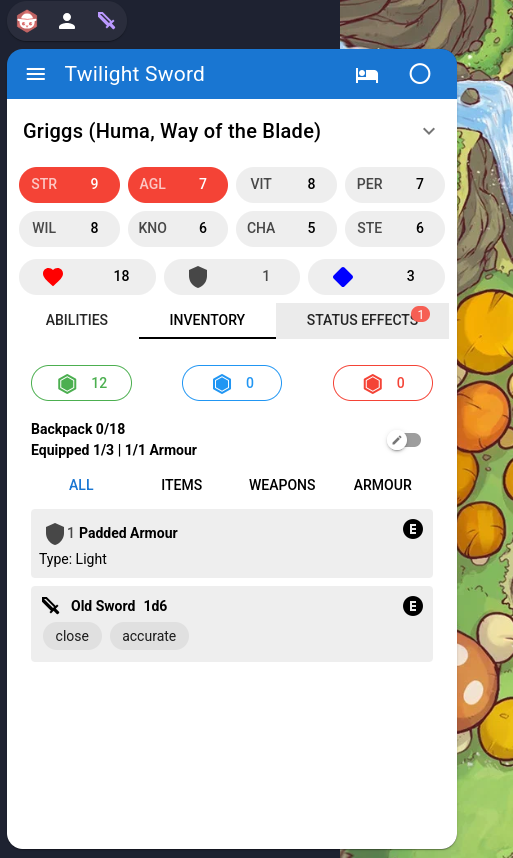 Twilight Sword
Griggs (Huma, Way of the Blade)
STR 9 AGL 7 VIT 8 PER 7
WIL 8 KNO 6 CHA 5 STE 6
18 1 3
ABILITIES INVENTORY STATUS EFFECTS 1
12 0 0
Backpack 0/18
Equipped 1/3 | 1/1 Armour
ALL ITEMS WEAPONS ARMOUR
1 Padded Armour E
Type: Light
Old Sword 1d6 E
close accurate